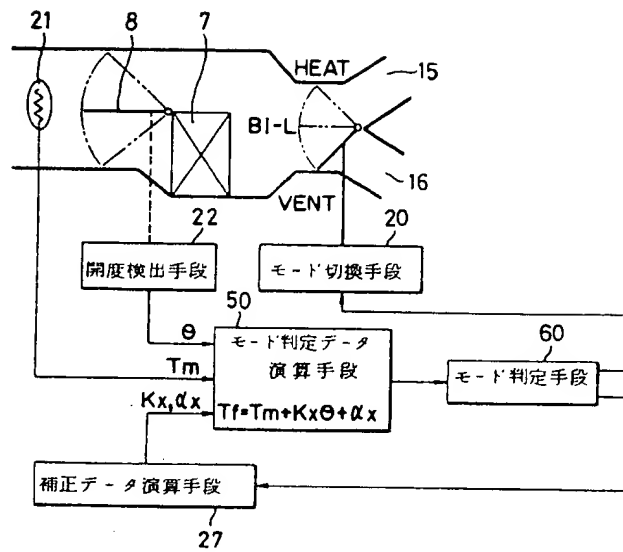 21
8
7
HEAT
15
BI-L
16
VENT
22
20
開度検出手段
モード切換手段
50
θ
モード判定データ
演算手段
60
Tm
モード判定手段
Kx,αx
Tf=Tm+Kxθ+αx
補正データ演算手段
27